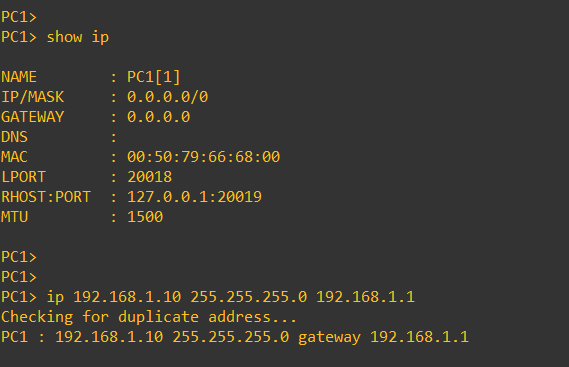 PC1>
PC1> show ip
NAME        : PC1[1]
IP/MASK     : 0.0.0.0/0
GATEWAY     : 0.0.0.0
DNS         :
MAC         : 00:50:79:66:68:00
LPORT       : 20018
RHOST:PORT  : 127.0.0.1:20019
MTU         : 1500
PC1>
PC1>
PC1> ip 192.168.1.10 255.255.255.0 192.168.1.1
Checking for duplicate address...
PC1 : 192.168.1.10 255.255.255.0 gateway 192.168.1.1